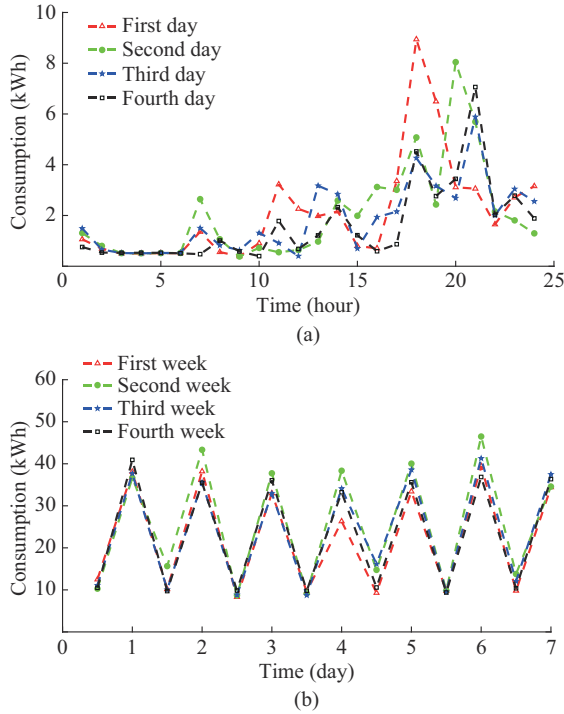 First day
Second day
Third day
Fourth day
Consumption (kWh)
10
8
6
4
2
0
5
10
15
20
25
Time (hour)
(a)
First week
Second week
Third week
Fourth week
Consumption (kWh)
60
50
40
30
20
10
0
1
2
3
4
5
6
7
Time (day)
(b)